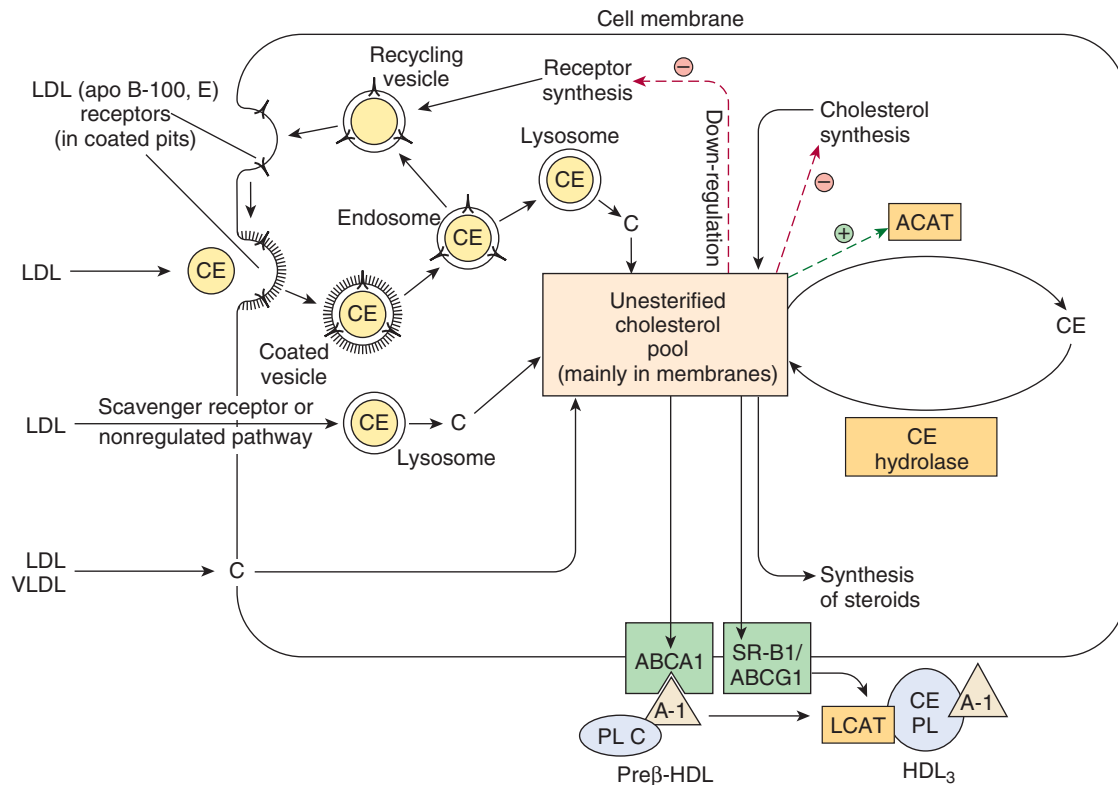 Cell membrane
Recycling
vesicle
Receptor
synthesis
−
LDL (apo B-100, E)
receptors
(in coated pits)
Cholesterol
synthesis
−
Down-regulation
Lysosome
CE
C
Endosome
CE
+
ACAT
LDL
CE
CE
Coated
vesicle
Unesterified
cholesterol
pool
(mainly in membranes)
CE
LDL
Scavenger receptor or
nonregulated pathway
CE
C
Lysosome
CE
hydrolase
LDL
VLDL
C
Synthesis
of steroids
ABCA1
SR-B1/
ABCG1
A-1
PL C
Preβ-HDL
LCAT
CE
PL
A-1
HDL₃